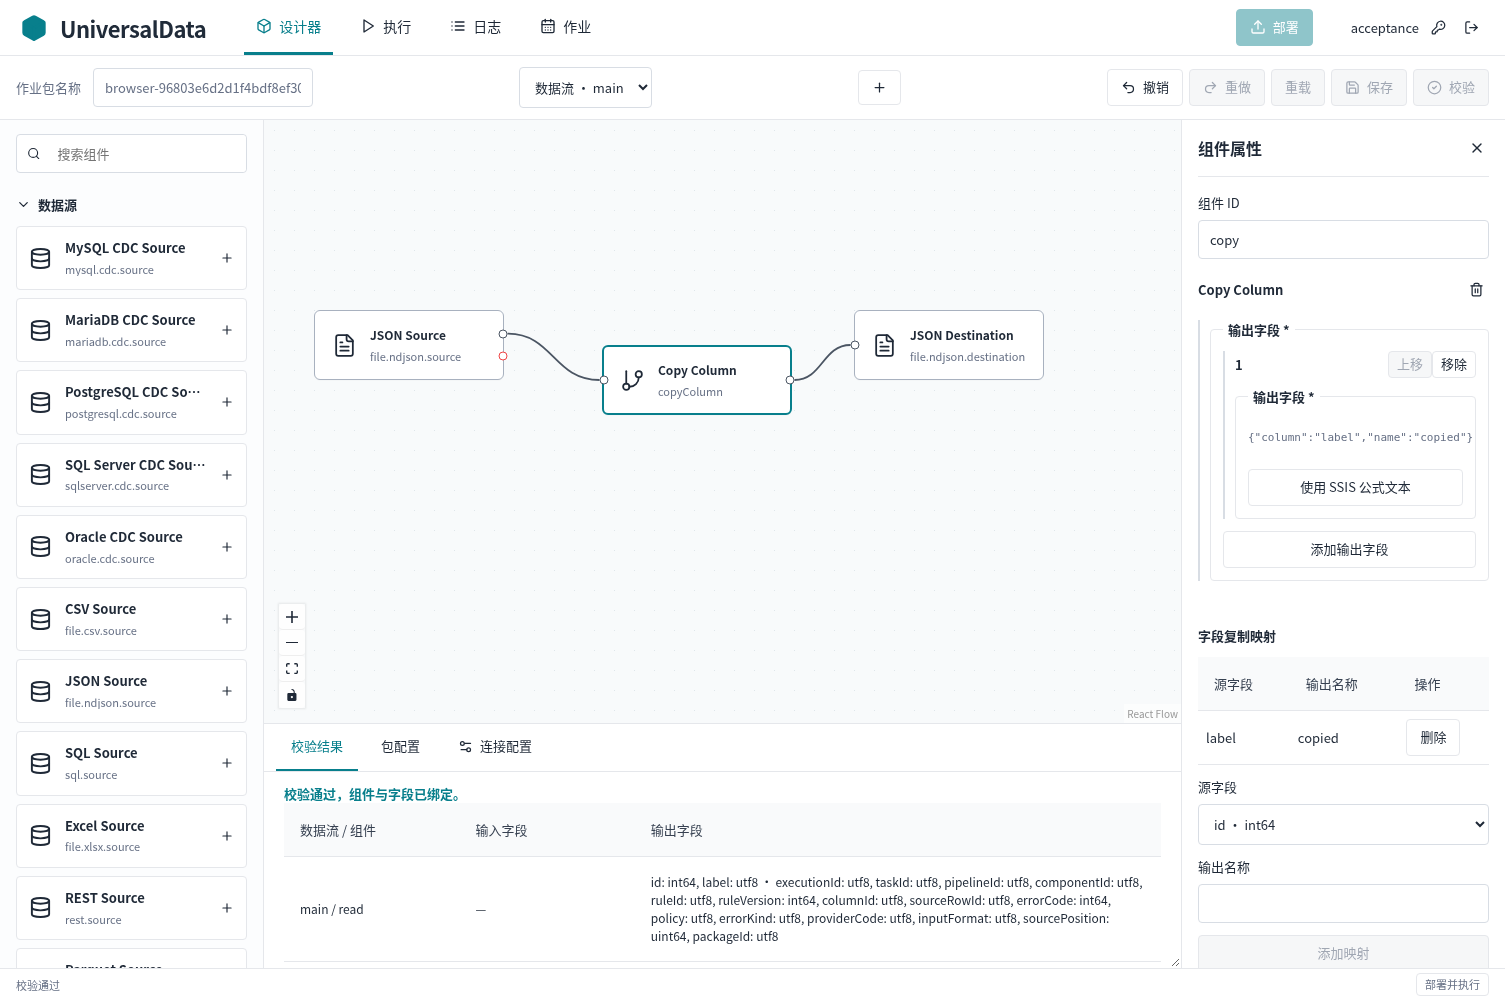 UniversalData
设计器
执行
日志
作业
部署
acceptance
作业包名称
browser-96803e6d2d1f4bdf8ef30
数据流 · main
+
撤销
重做
重载
保存
校验
搜索组件
数据源
MySQL CDC Source
mysql.cdc.source
MariaDB CDC Source
mariadb.cdc.source
PostgreSQL CDC So···
postgresql.cdc.source
SQL Server CDC Sou···
sqlserver.cdc.source
Oracle CDC Source
oracle.cdc.source
CSV Source
file.csv.source
JSON Source
file.ndjson.source
SQL Source
sql.source
Excel Source
file.xlsx.source
REST Source
rest.source
Parquet Source
JSON Source
file.ndjson.source
Copy Column
copyColumn
JSON Destination
file.ndjson.destination
React Flow
校验结果
包配置
连接配置
校验通过，组件与字段已绑定。
数据流 / 组件
输入字段
输出字段
main / read
—
id: int64, label: utf8 · executionId: utf8, taskId: utf8, pipelineId: utf8, componentId: utf8,
ruleId: utf8, ruleVersion: int64, columnId: utf8, sourceRowId: utf8, errorCode: int64,
policy: utf8, errorKind: utf8, providerCode: utf8, inputFormat: utf8, sourcePosition:
uint64, packageId: utf8
组件属性
组件 ID
copy
Copy Column
输出字段 *
1
上移
移除
输出字段 *
{"column":"label","name":"copied"}
使用 SSIS 公式文本
添加输出字段
字段复制映射
源字段
输出名称
操作
label
copied
删除
源字段
id · int64
输出名称
添加映射
校验通过
部署并执行